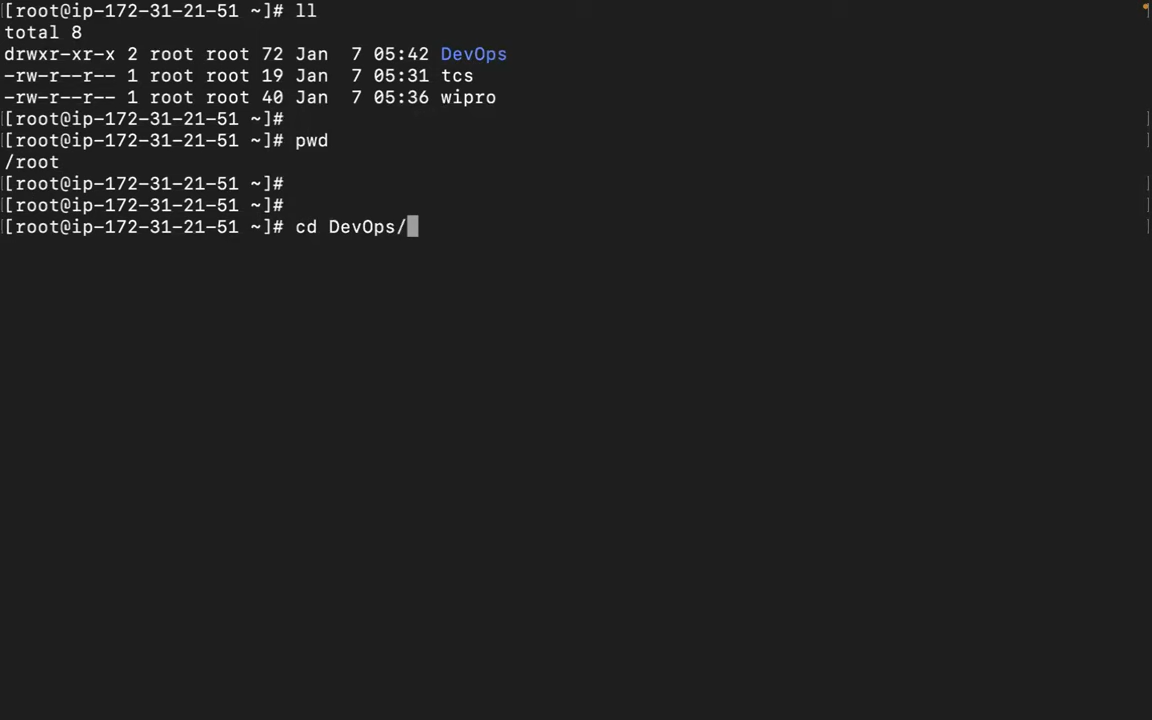 [root@ip-172-31-21-51 ~]# ll
total 8
drwxr-xr-x 2 root root 72 Jan  7 05:42 DevOps
-rw-r--r-- 1 root root 19 Jan  7 05:31 tcs
-rw-r--r-- 1 root root 40 Jan  7 05:36 wipro
[root@ip-172-31-21-51 ~]#
[root@ip-172-31-21-51 ~]# pwd
/root
[root@ip-172-31-21-51 ~]#
[root@ip-172-31-21-51 ~]#
[root@ip-172-31-21-51 ~]# cd DevOps/